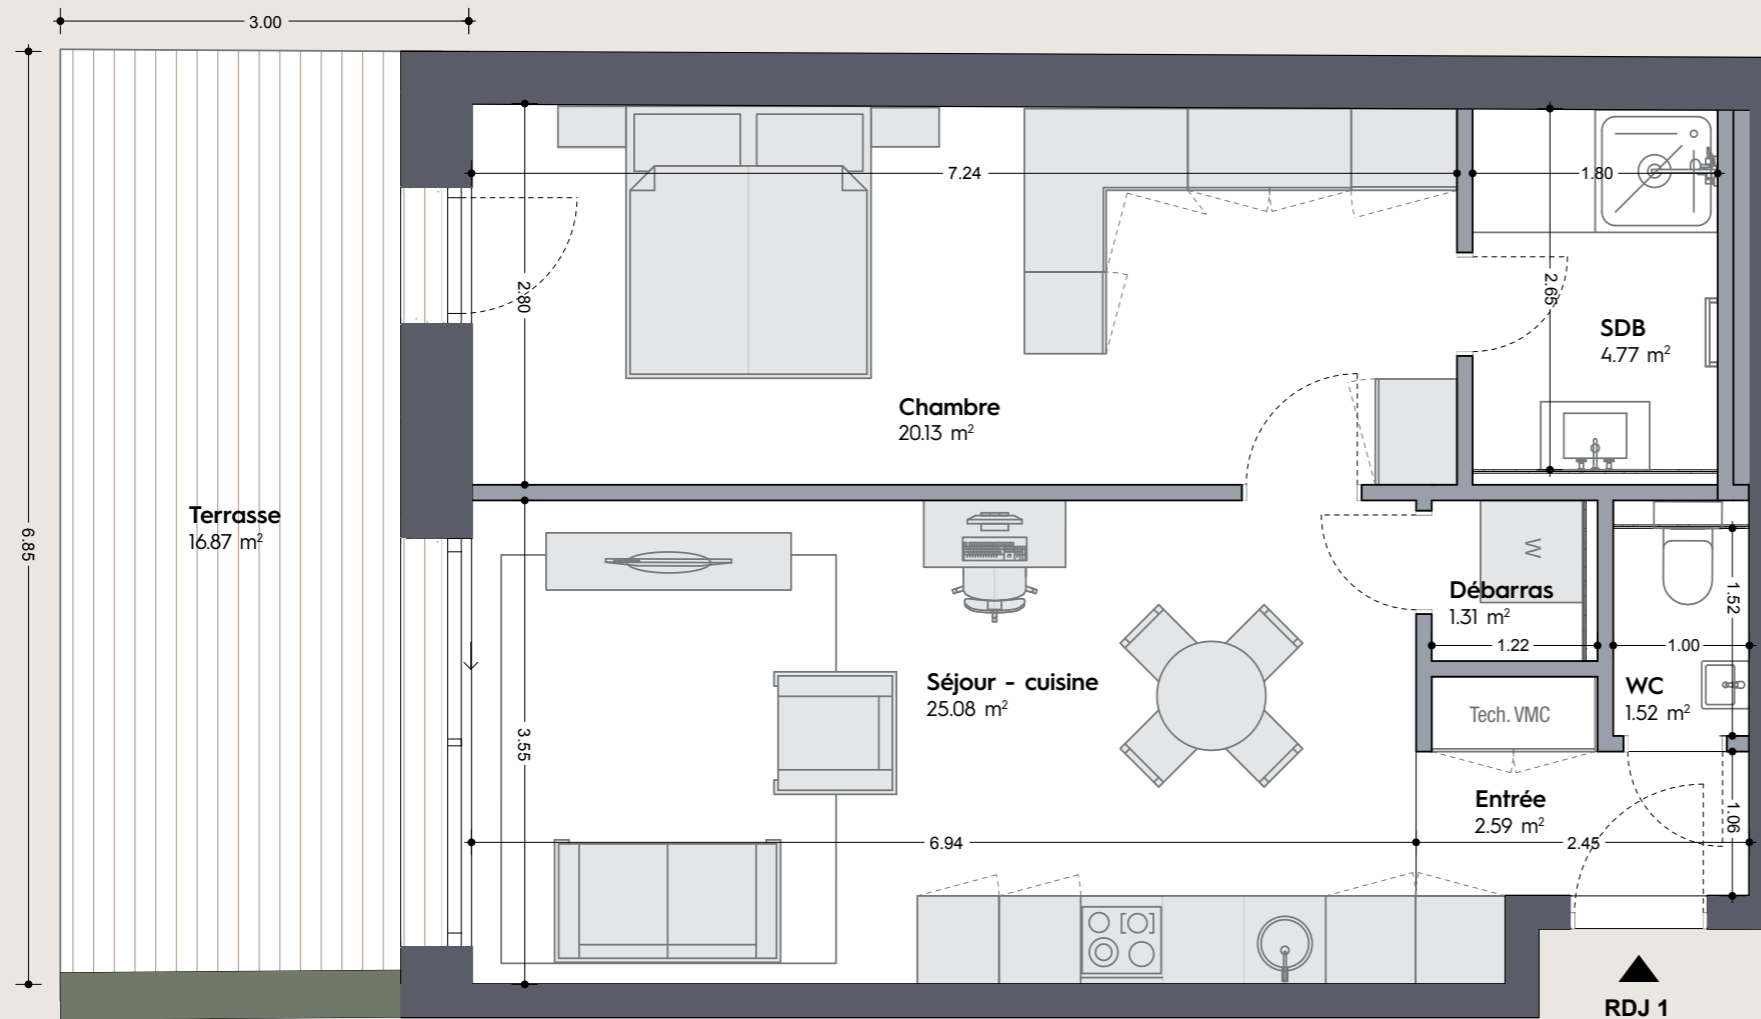 3.00
7.24
1.80
2.80
2.65
SDB
4.77 m²
Chambre
20.13 m²
Terrasse
16.87 m²
6.85
W
Débarras
1.31 m²
1.52
1.22
1.00
Séjour - cuisine
25.08 m²
WC
1.52 m²
Tech. VMC
3.55
Entrée
2.59 m²
1.06
6.94
2.45
RDJ 1